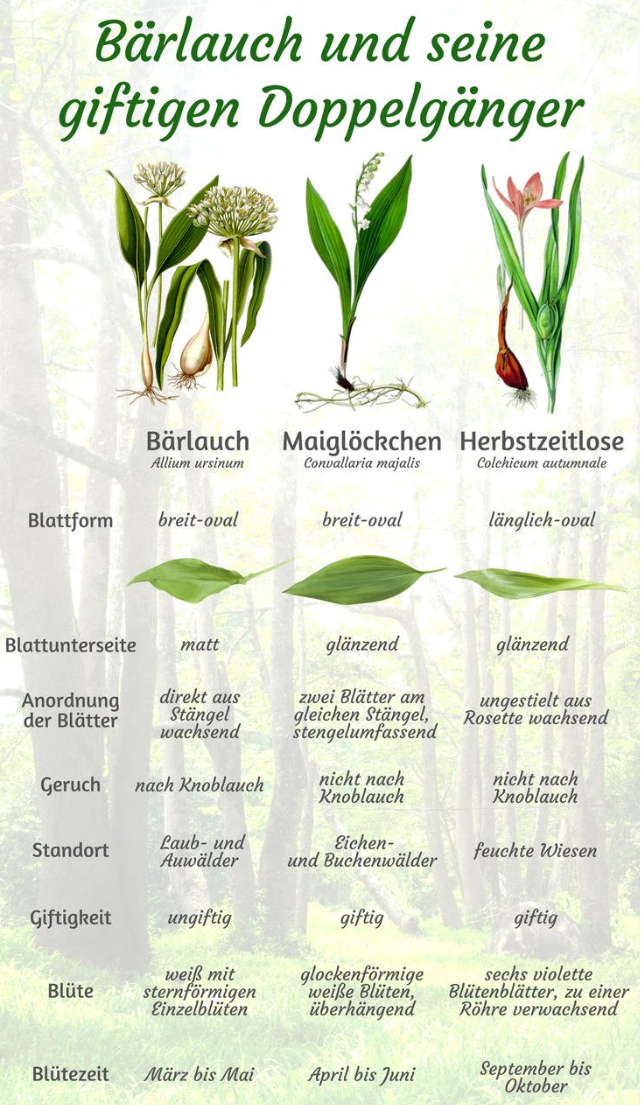 Bärlauch und seine
giftigen Doppelgänger
Bärlauch Maiglöckchen Herbstzeitlose
Allium ursinum Convallaria majalis Colchicum autumnale
Blattform breit-oval breit-oval länglich-oval
Blattunterseite matt glänzend glänzend
Anordnung
der Blätter
direkt aus
Stängel
wachsend
zwei Blätter am
gleichen Stängel,
stengelumfassend
ungestielt aus
Rosette wachsend
Geruch
nach Knoblauch
nicht nach
Knoblauch
nicht nach
Knoblauch
Standort
Laub- und
Auwälder
Eichen-
und Buchenwälder
feuchte Wiesen
Giftigkeit ungiftig giftig giftig
Blüte
weiß mit
sternförmigen
Einzelblüten
glockenförmige
weiße Blüten,
überhängend
sechs violette
Blütenblätter, zu einer
Röhre verwachsend
Blütezeit
März bis Mai
April bis Juni
September bis
Oktober